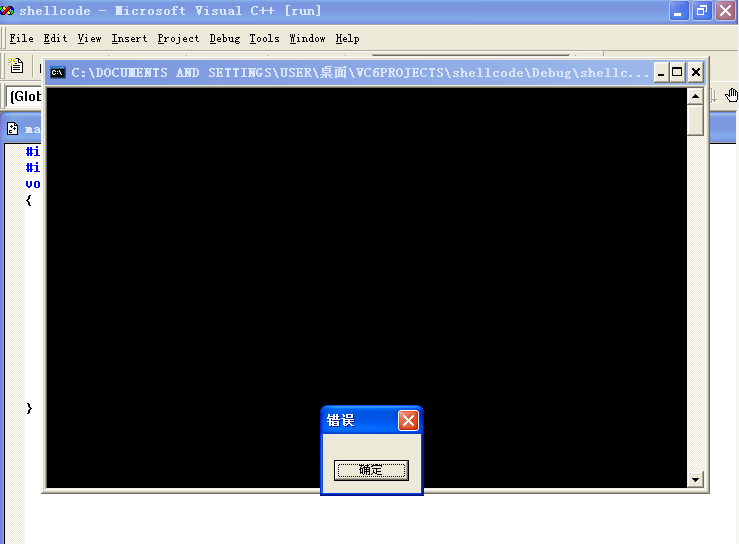 shellcode - Microsoft Visual C++ [run]
File Edit View Insert Project Debug Tools Window Help
C:\DOCUMENTS AND SETTINGS\USER\桌面\VC6PROJECTS\shellcode\Debug\shellc...
(Glob
ma
#i
#i
vo
{
}
错误
确定